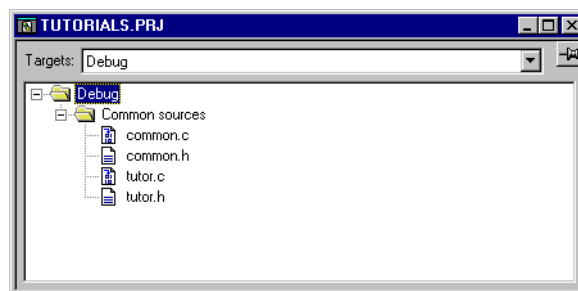 TUTORIALS.PRJ
Targets: Debug
Debug
Common sources
common.c
common.h
tutor.c
tutor.h